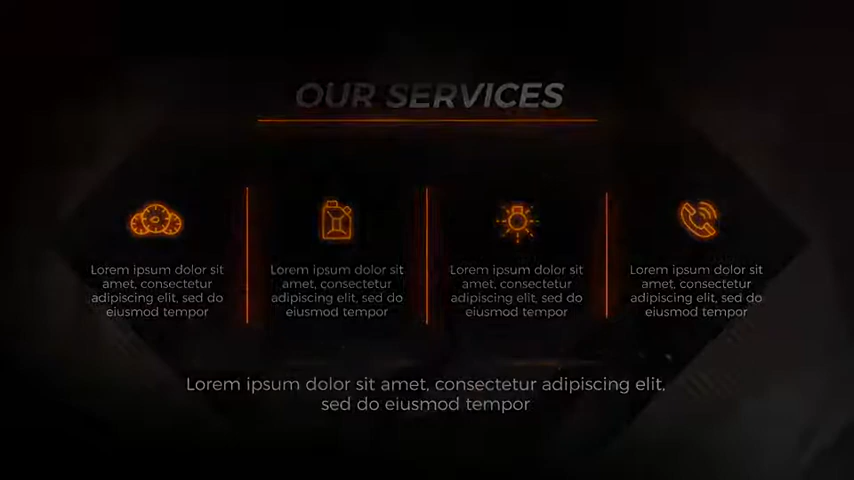 OUR SERVICES
Lorem ipsum dolor sit
amet, consectetur
adipiscing elit, sed do
eiusmod tempor
Lorem ipsum dolor sit
amet, consectetur
adipiscing elit, sed do
eiusmod tempor
Lorem ipsum dolor sit
amet, consectetur
adipiscing elit, sed do
eiusmod tempor
Lorem ipsum dolor sit
amet, consectetur
adipiscing elit, sed do
eiusmod tempor
Lorem ipsum dolor sit amet, consectetur adipiscing elit,
sed do eiusmod tempor